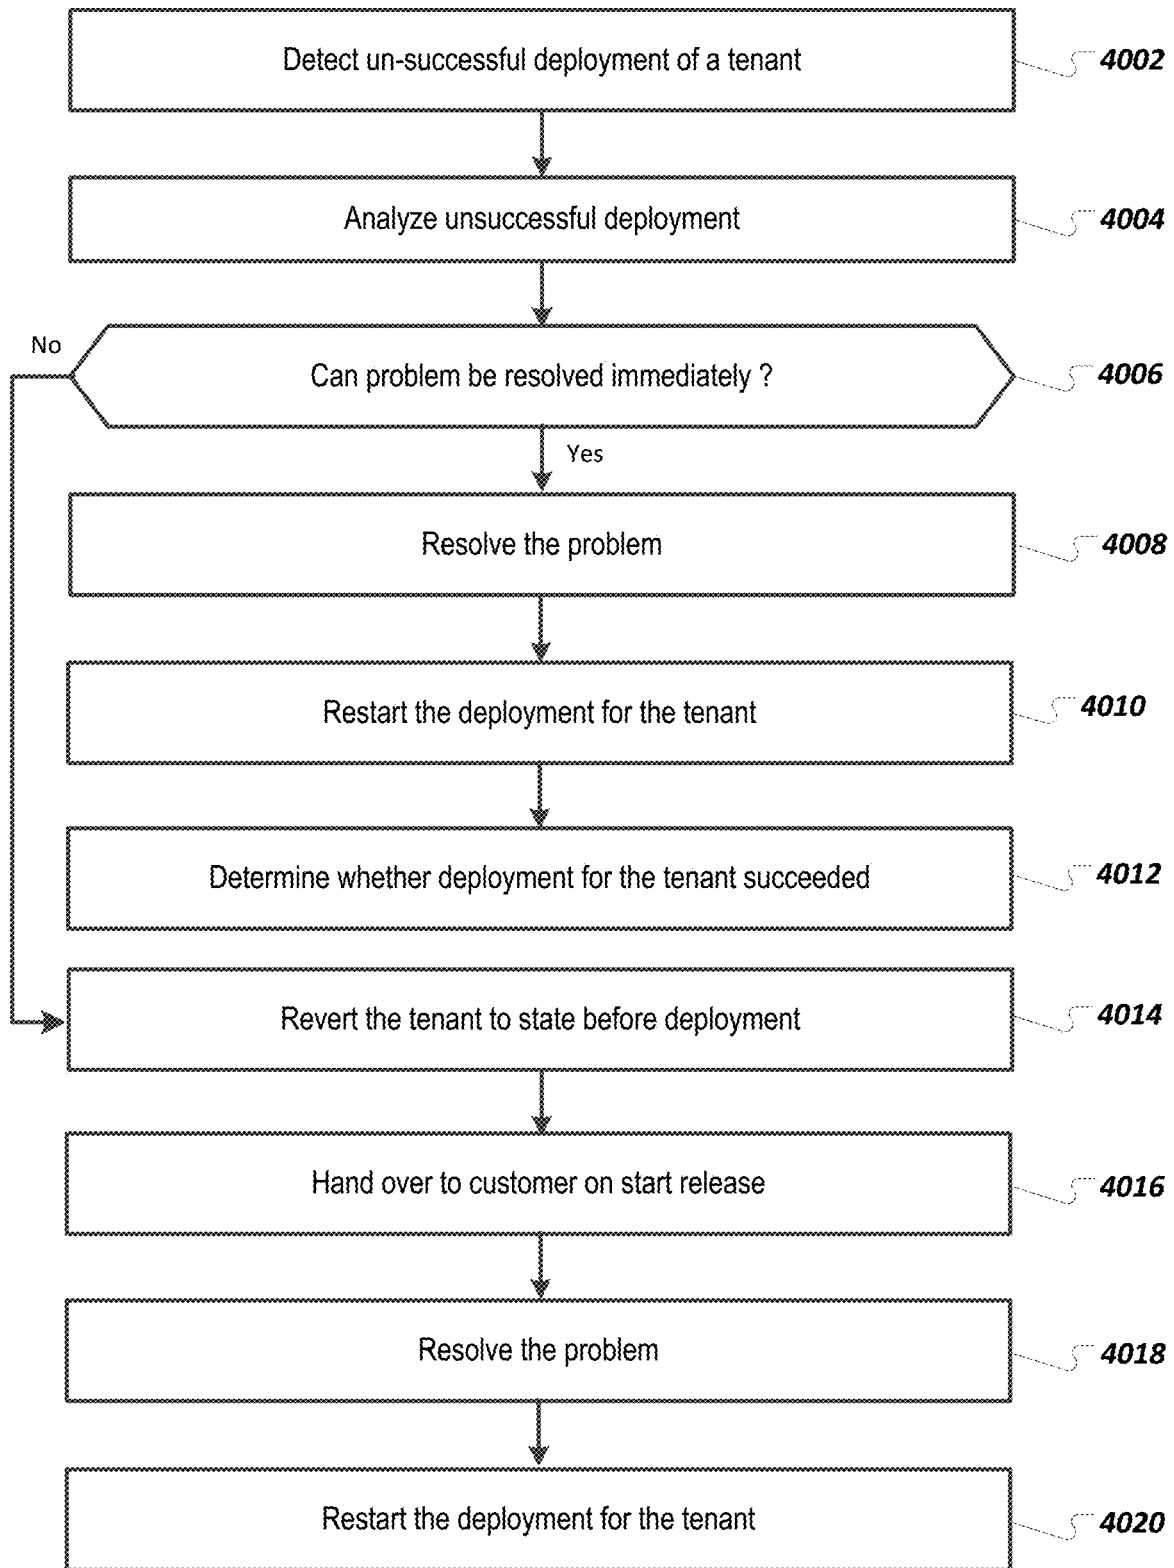 Detect un-successful deployment of a tenant
4002
Analyze unsuccessful deployment
4004
No
Can problem be resolved immediately ?
4006
Yes
Resolve the problem
4008
Restart the deployment for the tenant
4010
Determine whether deployment for the tenant succeeded
4012
Revert the tenant to state before deployment
4014
Hand over to customer on start release
4016
Resolve the problem
4018
Restart the deployment for the tenant
4020